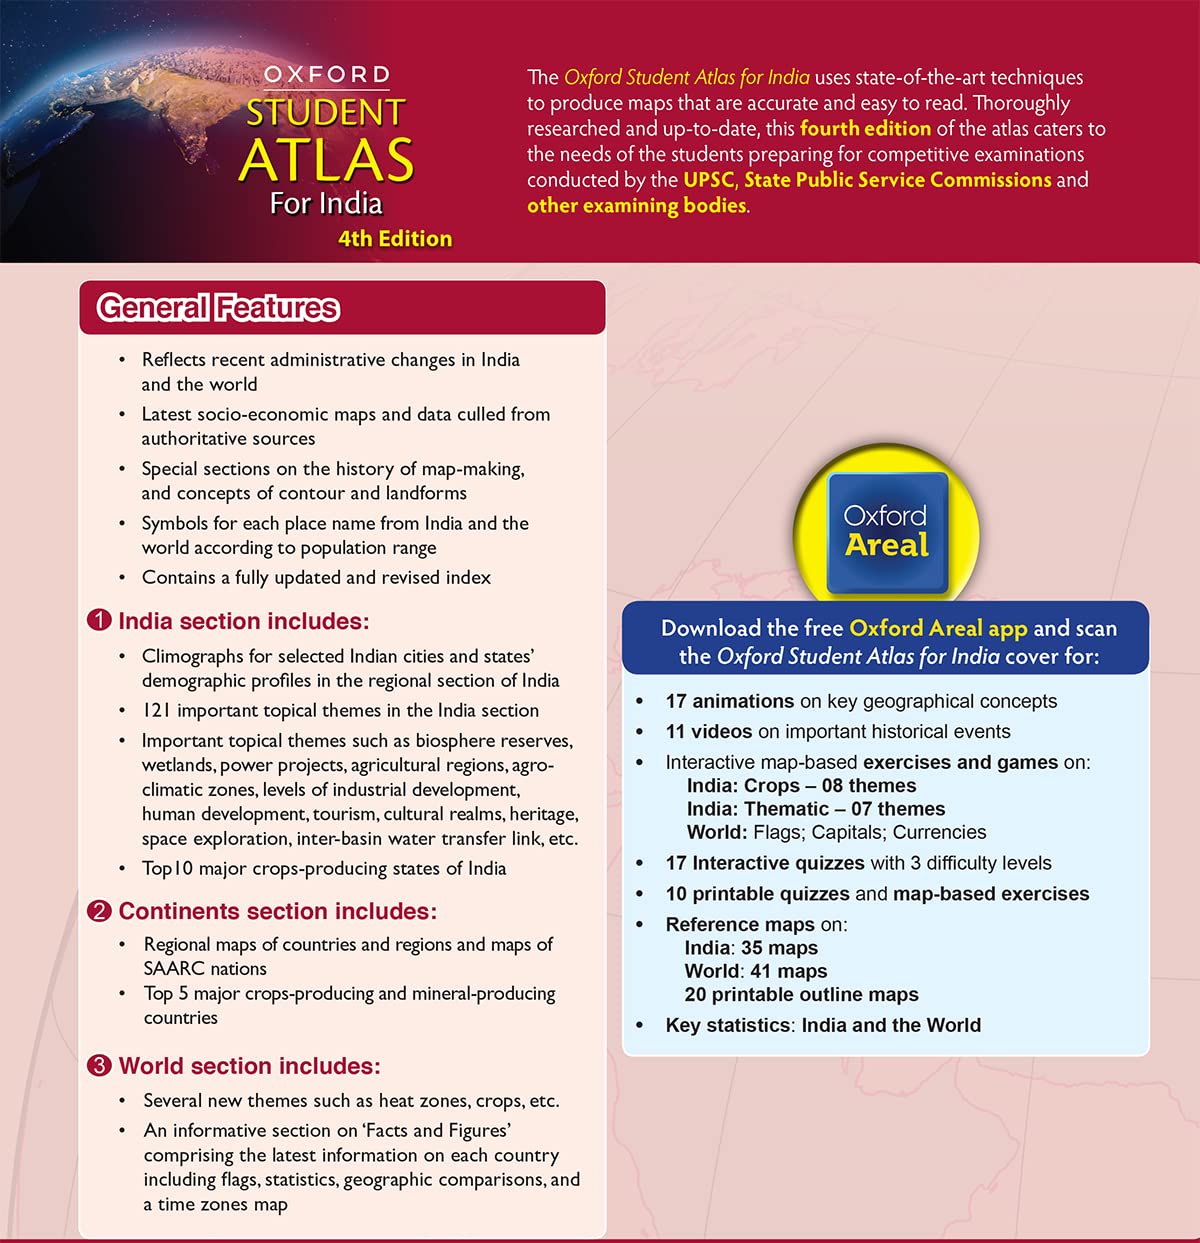 OXFORD
STUDENT
ATLAS
For India
4th Edition
The Oxford Student Atlas for India uses state-of-the-art techniques
to produce maps that are accurate and easy to read. Thoroughly
researched and up-to-date, this fourth edition of the atlas caters to
the needs of the students preparing for competitive examinations
conducted by the UPSC, State Public Service Commissions and
other examining bodies.
General Features
• Reflects recent administrative changes in India
and the world
• Latest socio-economic maps and data culled from
authoritative sources
• Special sections on the history of map-making,
and concepts of contour and landforms
• Symbols for each place name from India and the
world according to population range
• Contains a fully updated and revised index
1 India section includes:
• Climographs for selected Indian cities and states’
demographic profiles in the regional section of India
• 121 important topical themes in the India section
• Important topical themes such as biosphere reserves,
wetlands, power projects, agricultural regions, agro-
climatic zones, levels of industrial development,
human development, tourism, cultural realms, heritage,
space exploration, inter-basin water transfer link, etc.
• Top10 major crops-producing states of India
2 Continents section includes:
• Regional maps of countries and regions and maps of
SAARC nations
• Top 5 major crops-producing and mineral-producing
countries
3 World section includes:
• Several new themes such as heat zones, crops, etc.
• An informative section on ‘Facts and Figures’
comprising the latest information on each country
including flags, statistics, geographic comparisons, and
a time zones map
Oxford
Areal
Download the free Oxford Areal app and scan
the Oxford Student Atlas for India cover for:
• 17 animations on key geographical concepts
• 11 videos on important historical events
• Interactive map-based exercises and games on:
India: Crops – 08 themes
India: Thematic – 07 themes
World: Flags; Capitals; Currencies
• 17 Interactive quizzes with 3 difficulty levels
• 10 printable quizzes and map-based exercises
• Reference maps on:
India: 35 maps
World: 41 maps
20 printable outline maps
• Key statistics: India and the World